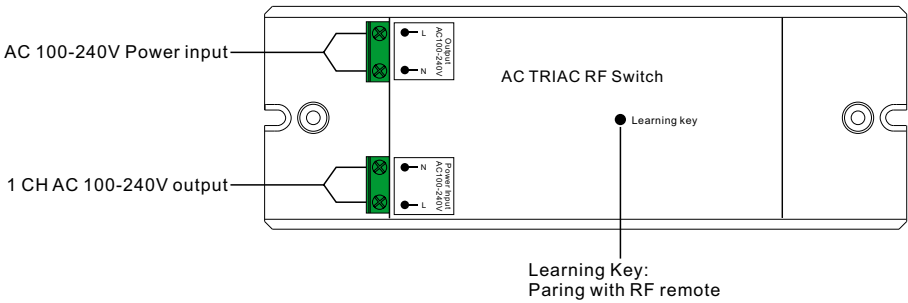 AC 100-240V Power input
L
N
Output
AC100-240V
AC TRIAC RF Switch
Learning key
1 CH AC 100-240V output
N
L
Power Input
AC100-240V
Learning Key:
Paring with RF remote